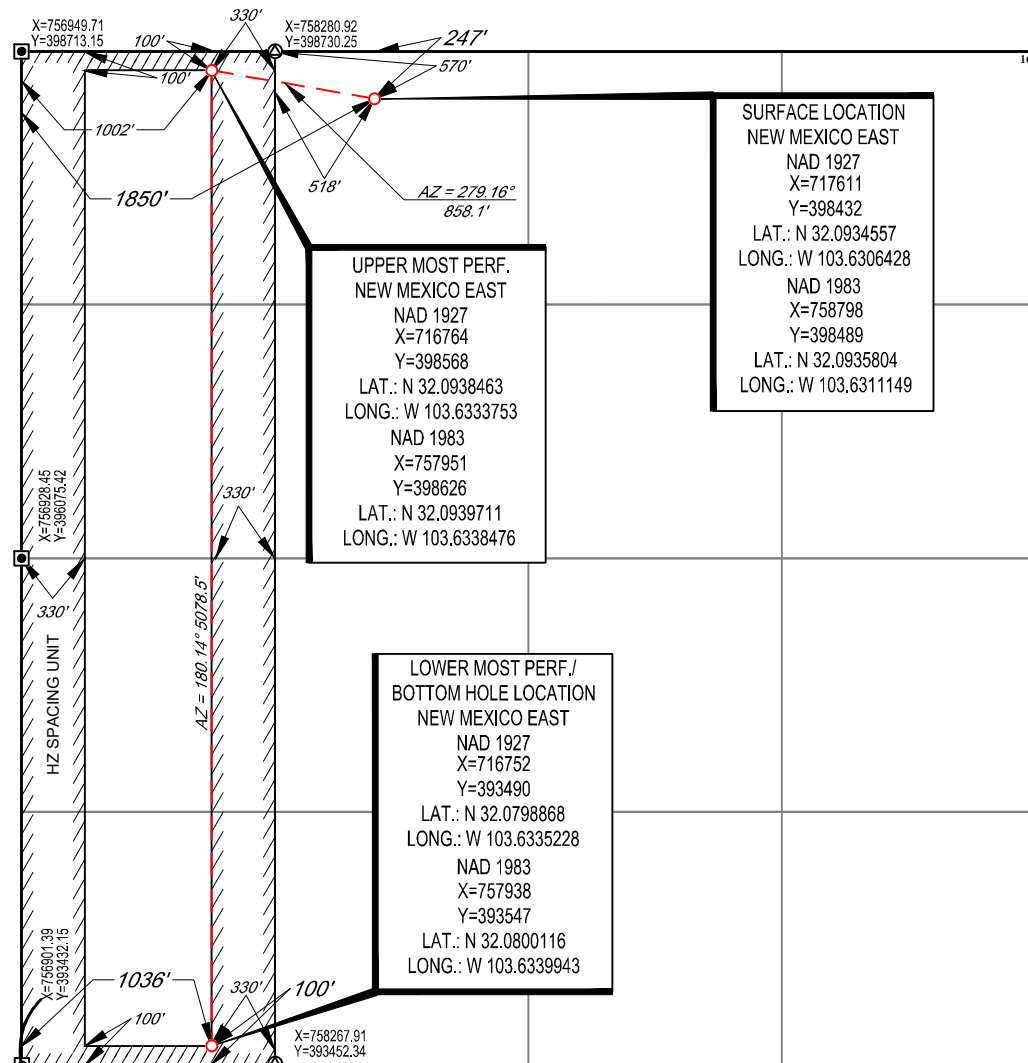 X=756949.71
Y=398713.15
330'
X=758280.92
Y=398730.25
100'
247'
570'
100'
1002'
1850'
518'
AZ = 279.16°
858.1'
SURFACE LOCATION
NEW MEXICO EAST
NAD 1927
X=717611
Y=398432
LAT.: N 32.0934557
LONG.: W 103.6306428
NAD 1983
X=758798
Y=398489
LAT.: N 32.0935804
LONG.: W 103.6311149
UPPER MOST PERF.
NEW MEXICO EAST
NAD 1927
X=716764
Y=398568
LAT.: N 32.0938463
LONG.: W 103.6333753
NAD 1983
X=757951
Y=398626
LAT.: N 32.0939711
LONG.: W 103.6338476
X=756928.45
Y=396075.42
330'
330'
HZ SPACING UNIT
AZ = 180.14° 5078.5'
LOWER MOST PERF./
BOTTOM HOLE LOCATION
NEW MEXICO EAST
NAD 1927
X=716752
Y=393490
LAT.: N 32.0798868
LONG.: W 103.6335228
NAD 1983
X=757938
Y=393547
LAT.: N 32.0800116
LONG.: W 103.6339943
X=756901.39
Y=393432.15
1036'
330'
100'
100'
X=758267.91
Y=393452.34